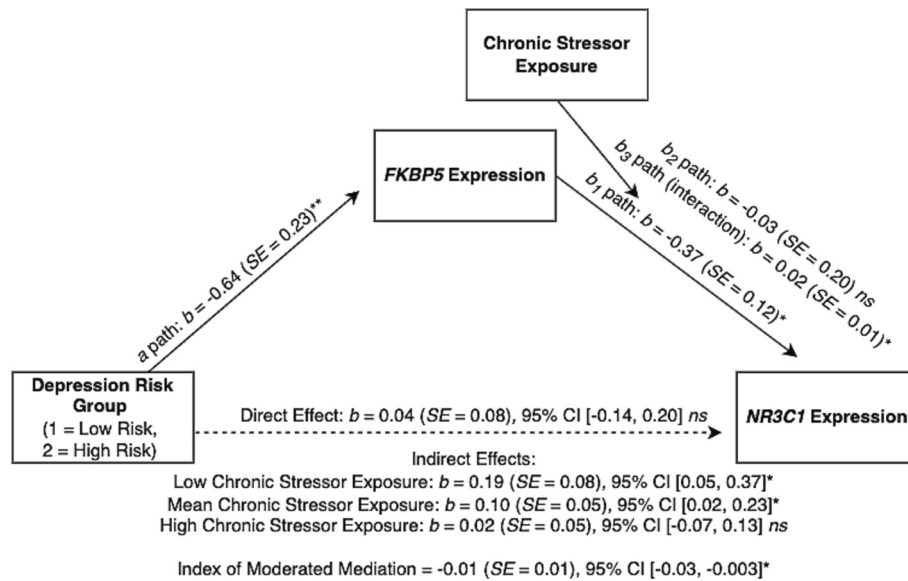 Chronic Stressor
Exposure
FKBP5 Expression
b2 path: b = -0.03 (SE = 0.20) ns
b3 path (interaction): b = 0.02 (SE = 0.01)*
b1 path: b = -0.37 (SE = 0.12)*
a path: b = -0.64 (SE = 0.23)**
Depression Risk
Group
(1 = Low Risk,
2 = High Risk)
Direct Effect: b = 0.04 (SE = 0.08), 95% CI [-0.14, 0.20] ns
NR3C1 Expression
Indirect Effects:
Low Chronic Stressor Exposure: b = 0.19 (SE = 0.08), 95% CI [0.05, 0.37]*
Mean Chronic Stressor Exposure: b = 0.10 (SE = 0.05), 95% CI [0.02, 0.23]*
High Chronic Stressor Exposure: b = 0.02 (SE = 0.05), 95% CI [-0.07, 0.13] ns
Index of Moderated Mediation = -0.01 (SE = 0.01), 95% CI [-0.03, -0.003]*